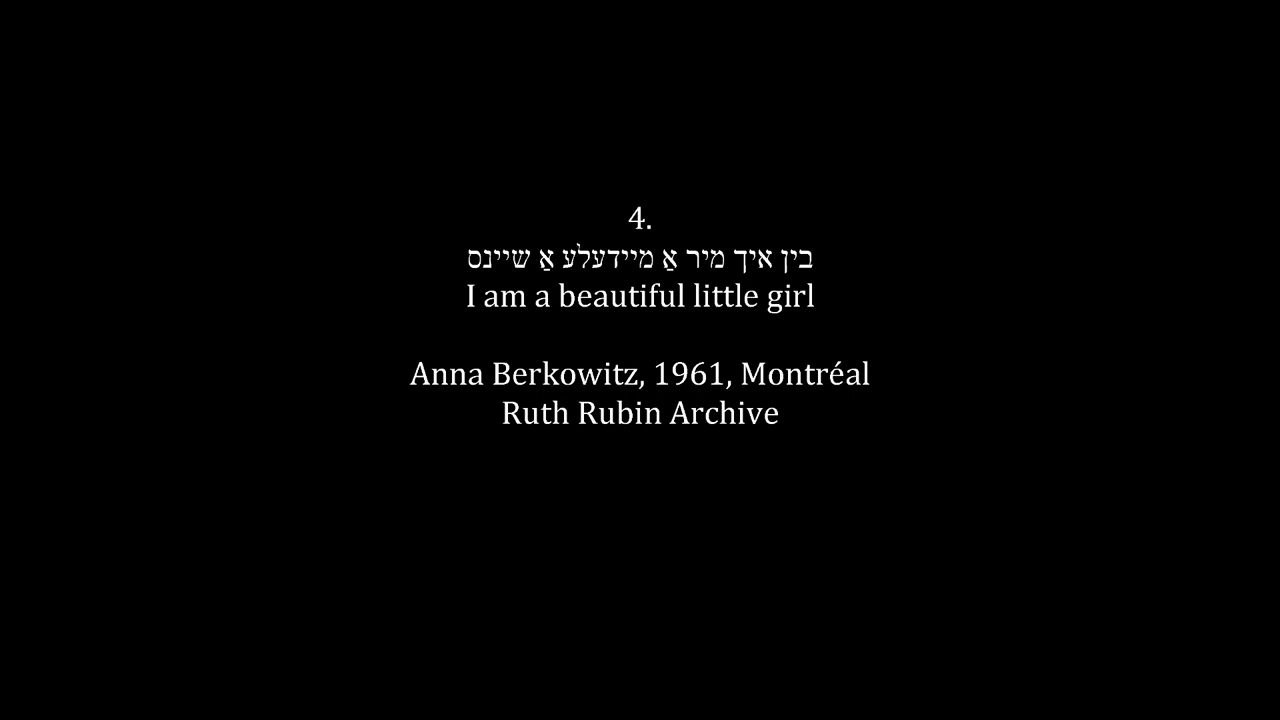 4.
בין איך מיר אַ מיידעלע אַ שיינס
I am a beautiful little girl
Anna Berkowitz, 1961, Montréal
Ruth Rubin Archive